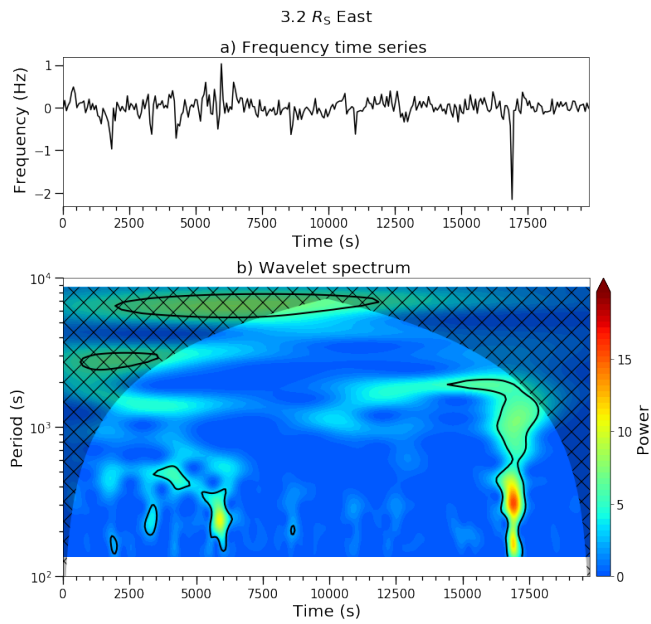 3.2 R_S East
a) Frequency time series
Frequency (Hz)
1
0
−1
−2
0 2500 5000 7500 10000 12500 15000 17500
Time (s)
b) Wavelet spectrum
Period (s)
10^4
10^3
10^2
0 2500 5000 7500 10000 12500 15000 17500
Time (s)
15
10
5
0
Power